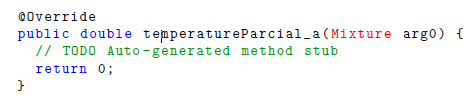 @Override
public double temperatureParcial_a(Mixture arg0) {
// TODO Auto-generated method stub
return 0;
}